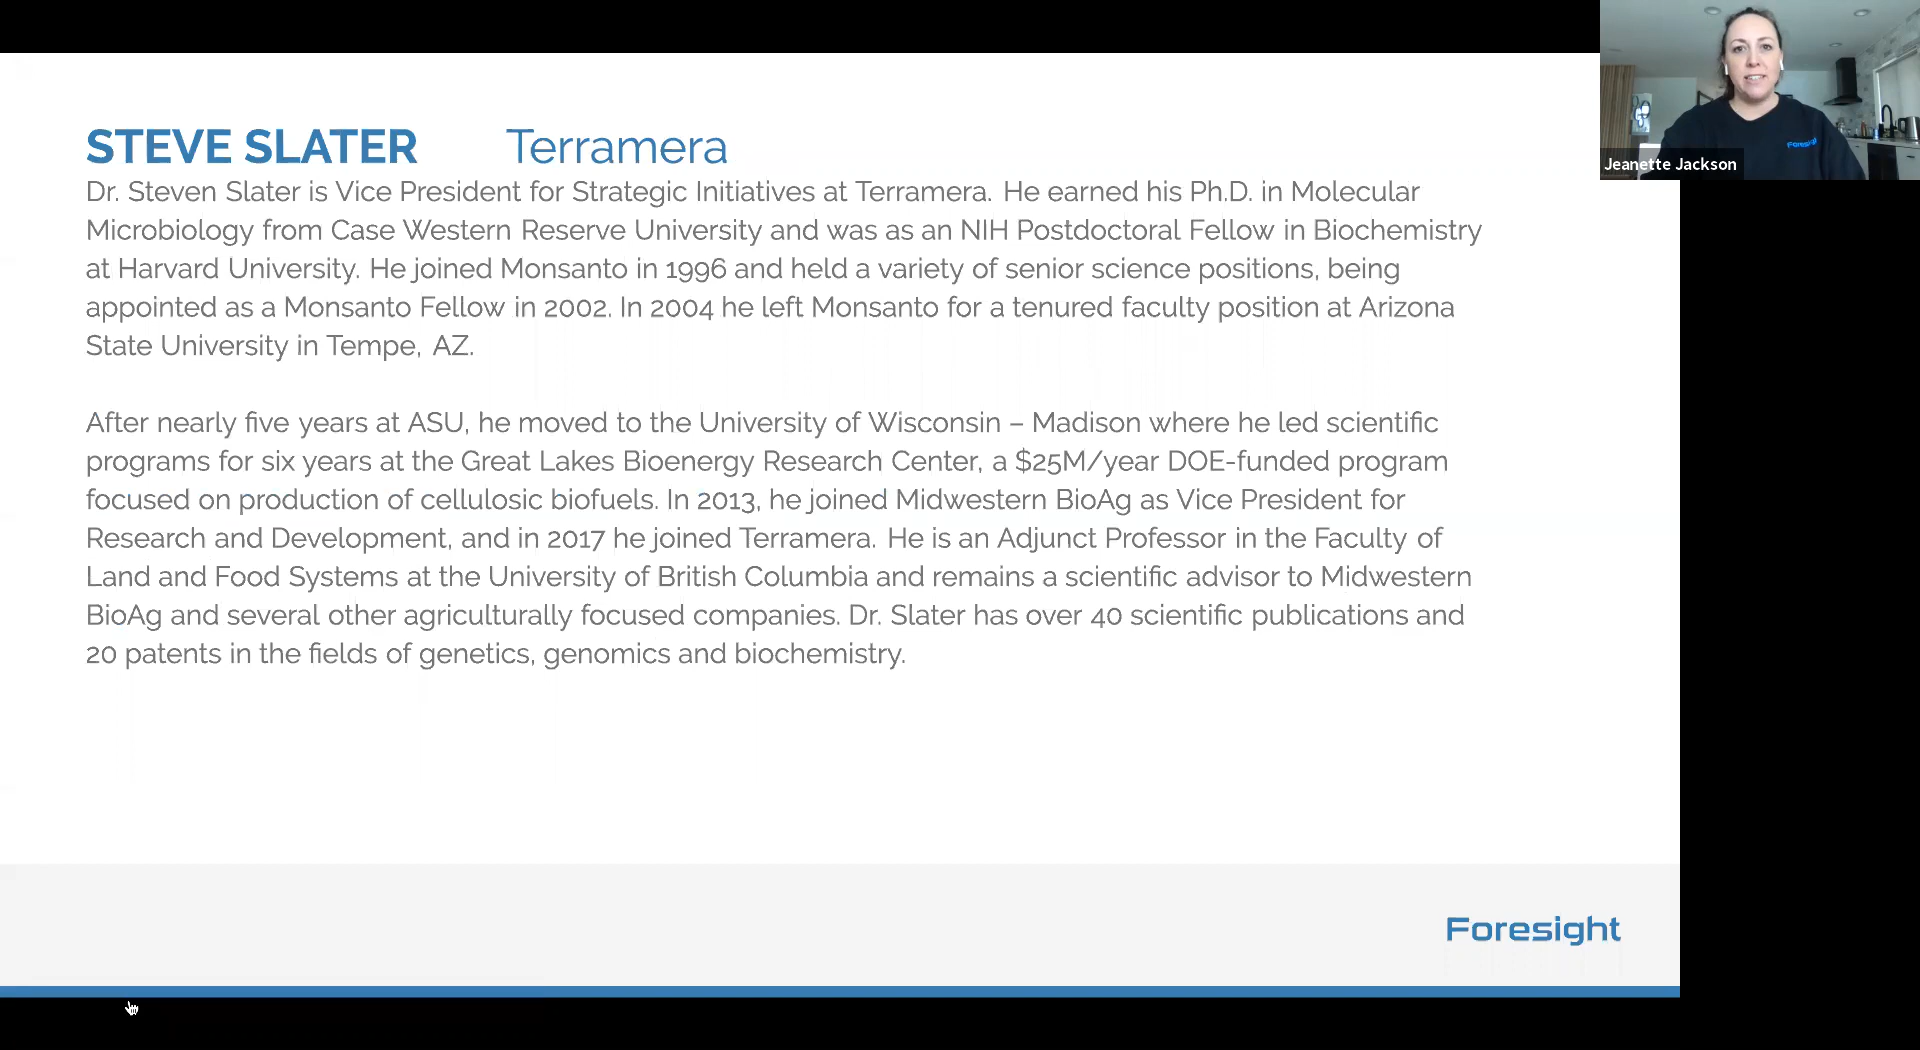 STEVE SLATER Terramera
Dr. Steven Slater is Vice President for Strategic Initiatives at Terramera. He earned his Ph.D. in Molecular
Microbiology from Case Western Reserve University and was as an NIH Postdoctoral Fellow in Biochemistry
at Harvard University. He joined Monsanto in 1996 and held a variety of senior science positions, being
appointed as a Monsanto Fellow in 2002. In 2004 he left Monsanto for a tenured faculty position at Arizona
State University in Tempe, AZ.
After nearly five years at ASU, he moved to the University of Wisconsin – Madison where he led scientific
programs for six years at the Great Lakes Bioenergy Research Center, a $25M/year DOE-funded program
focused on production of cellulosic biofuels. In 2013, he joined Midwestern BioAg as Vice President for
Research and Development, and in 2017 he joined Terramera. He is an Adjunct Professor in the Faculty of
Land and Food Systems at the University of British Columbia and remains a scientific advisor to Midwestern
BioAg and several other agriculturally focused companies. Dr. Slater has over 40 scientific publications and
20 patents in the fields of genetics, genomics and biochemistry.
Foresight
Foresight
Jeanette Jackson